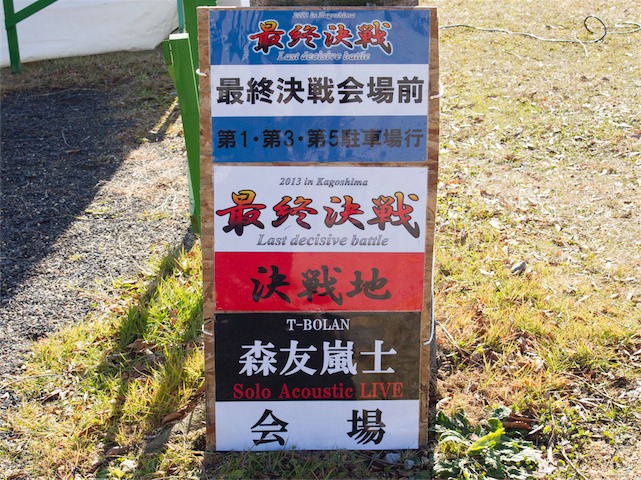 2013 in Kagoshima
最終決戦
Last decisive battle
最終決戦会場前
第1・第3・第5駐車場行
2013 in Kagoshima
最終決戦
Last decisive battle
決戦地
T-BOLAN
森友嵐士
Solo Acoustic LIVE
会場